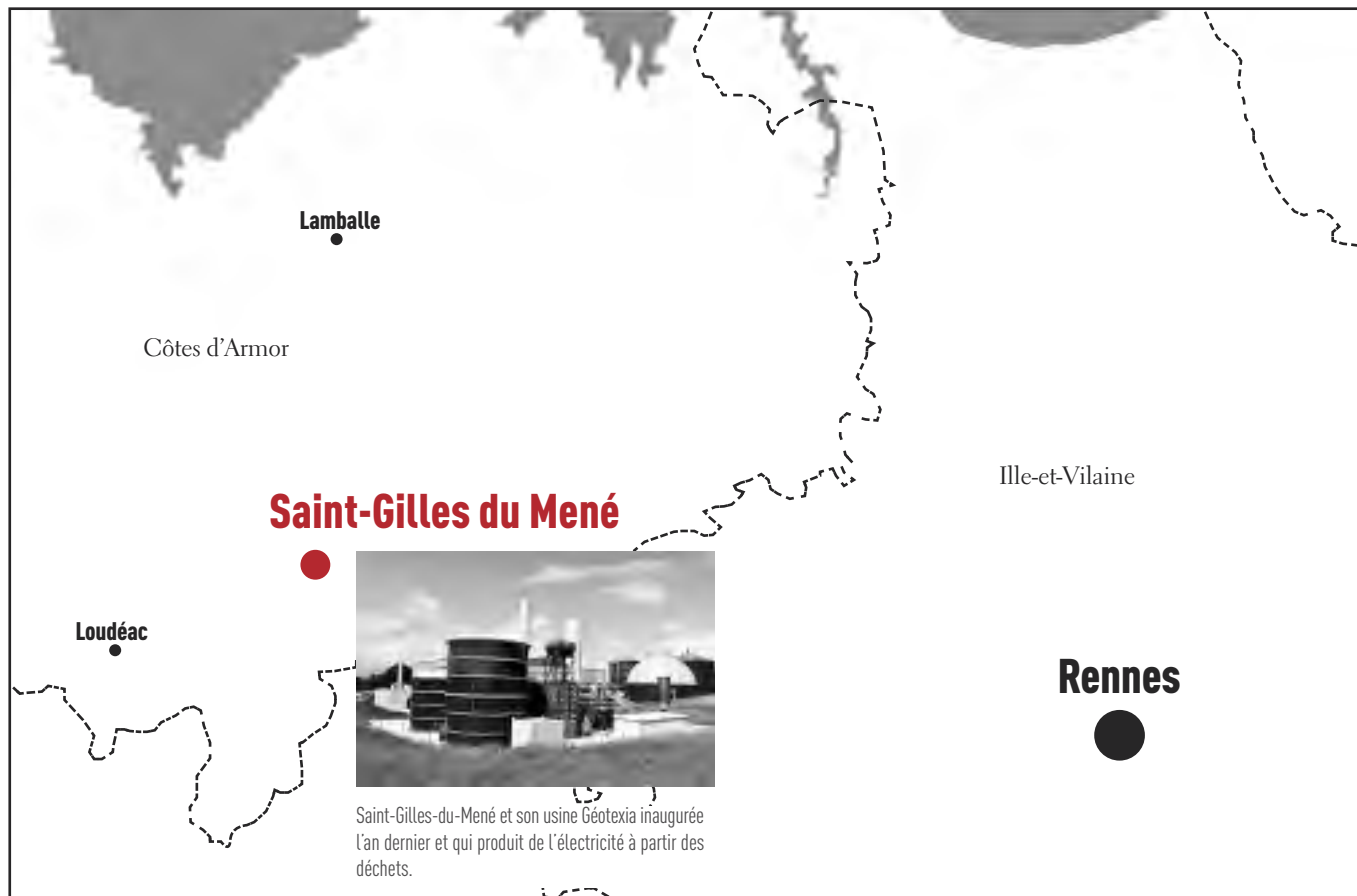 Lamballe
Côtes d'Armor
Ille-et-Vilaine
Saint-Gilles du Mené
Loudéac
Rennes
Saint-Gilles-du-Mené et son usine Géotexia inaugurée
l'an dernier et qui produit de l'électricité à partir des
déchets.